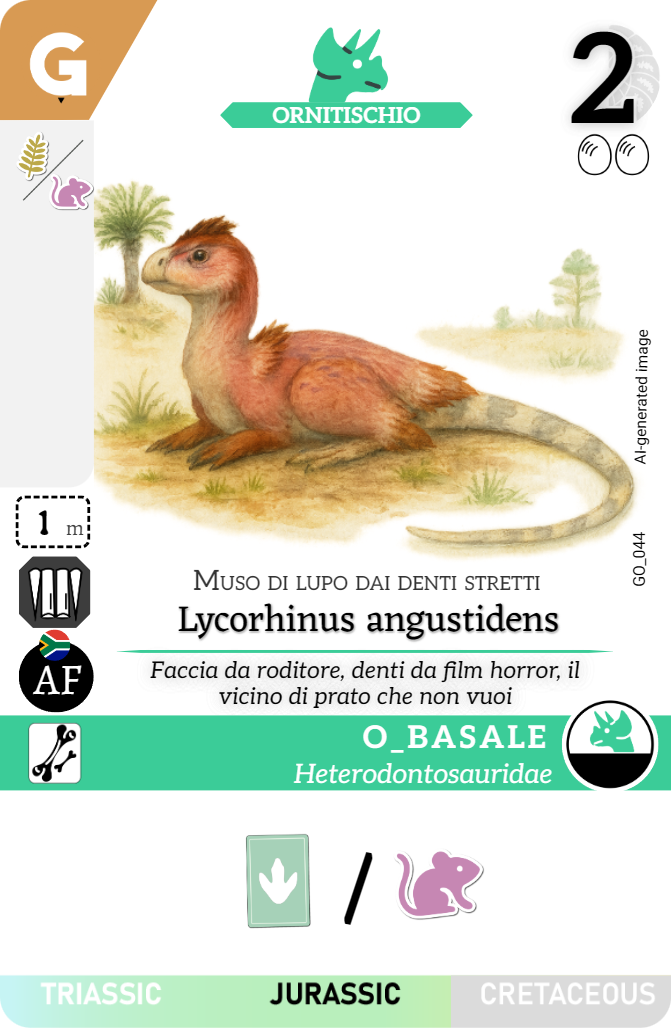 G
ORNITISCHIO
2
AI-generated image
GO_044
1 m
AF
Muso di lupo dai denti stretti
Lycorhinus angustidens
Faccia da roditore, denti da film horror, il
vicino di prato che non vuoi
O_BASALE
Heterodontosauridae
/
TRIASSIC JURASSIC CRETACEOUS